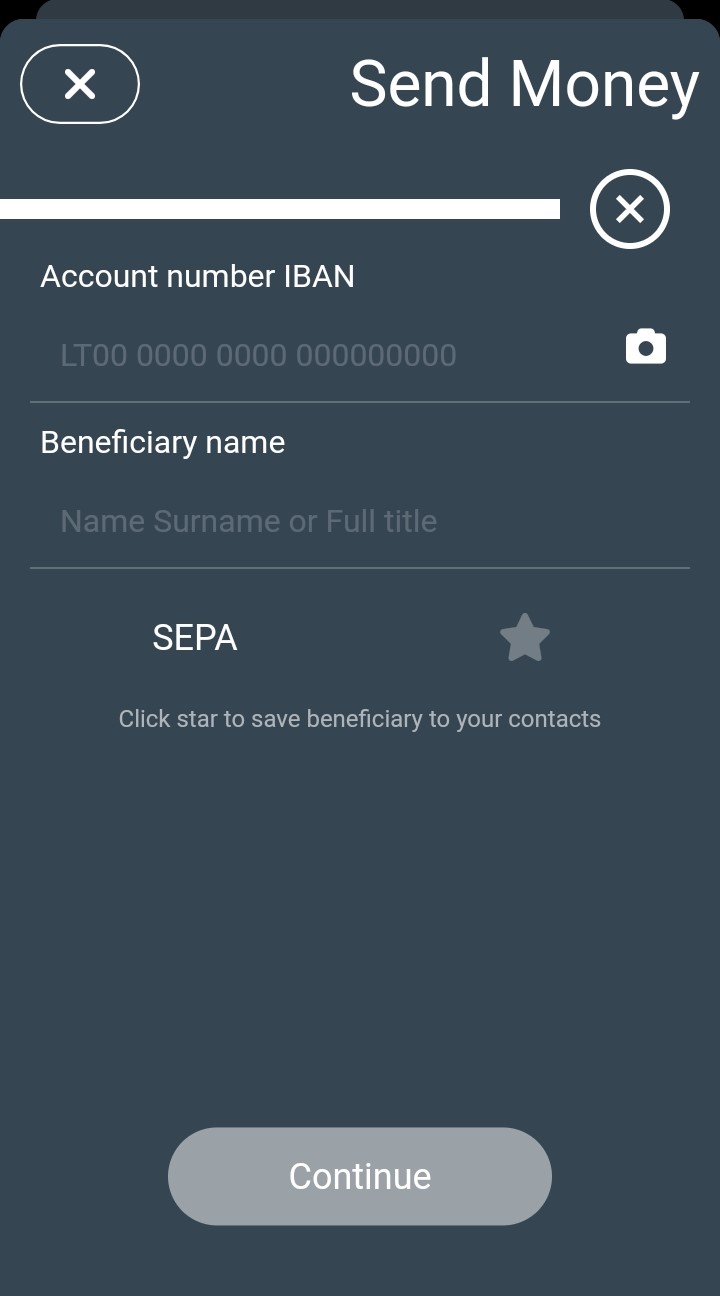 Send Money
Account number IBAN
LT00 0000 0000 000000000
Beneficiary name
Name Surname or Full title
SEPA
Click star to save beneficiary to your contacts
Continue